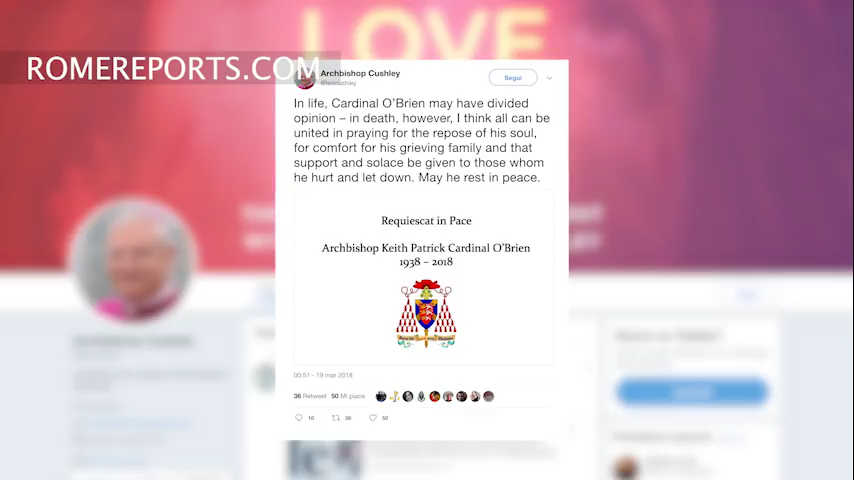 LOVE
ROMEREPORTS.COM
Archbishop Cushley
@leocushley
Segui
In life, Cardinal O'Brien may have divided
opinion – in death, however, I think all can be
united in praying for the repose of his soul,
for comfort for his grieving family and that
support and solace be given to those whom
he hurt and let down. May he rest in peace.
Requiescat in Pace
Archbishop Keith Patrick Cardinal O'Brien
1938 – 2018
00:51 - 19 mar 2018
36 Retweet 50 Mi piace
10 36 50